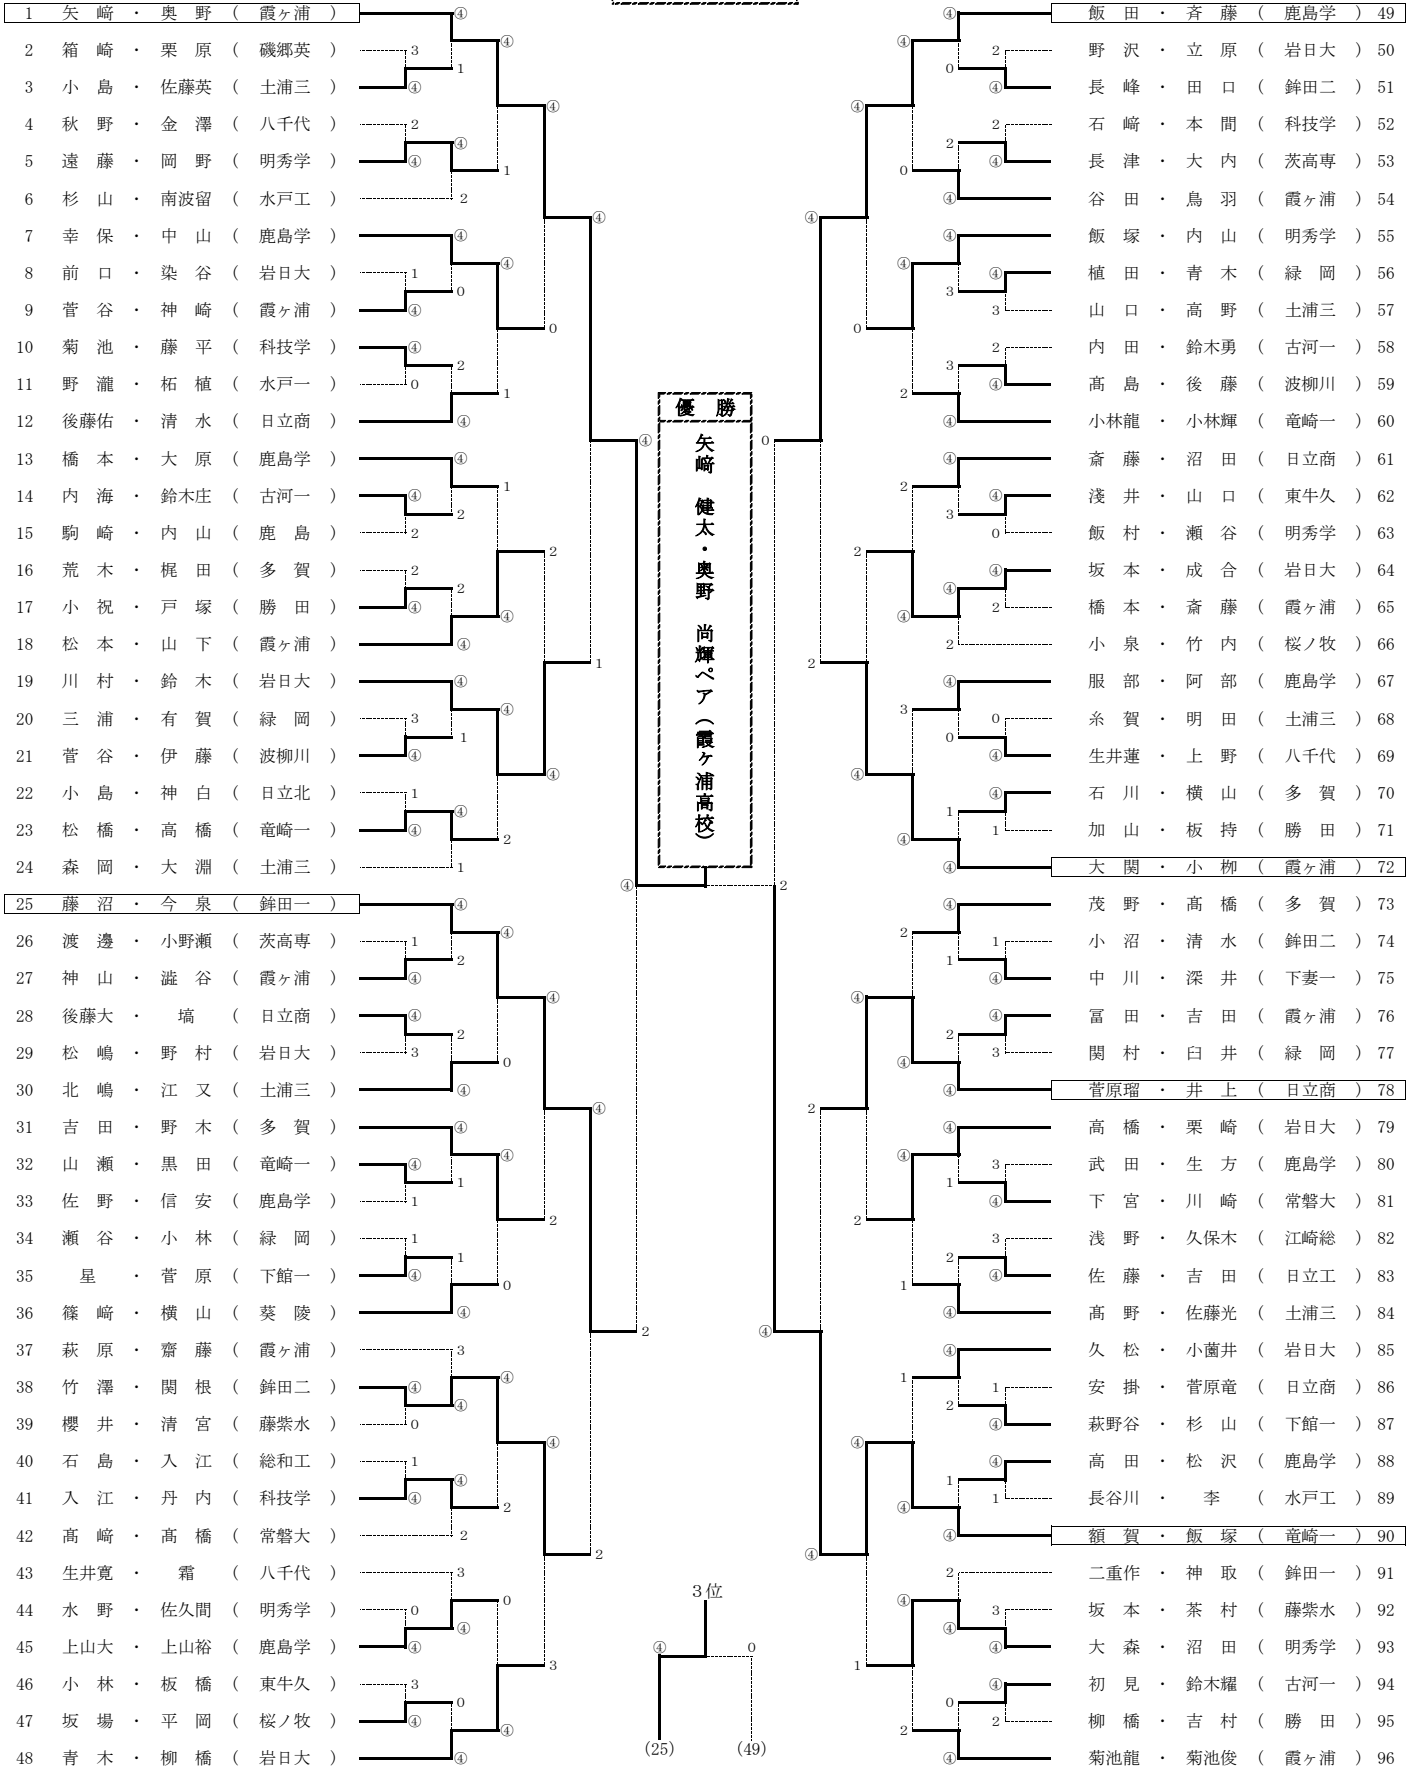 1 矢 﨑 ・ 奥 野 ( 霞ヶ浦 )
2 箱 崎 ・ 栗 原 ( 磯郷英 )
3 小 島 ・ 佐藤英 ( 土浦三 )
4 秋 野 ・ 金 澤 ( 八千代 )
5 遠 藤 ・ 岡 野 ( 明秀学 )
6 杉 山 ・ 南波留 ( 水戸工 )
7 幸 保 ・ 中 山 ( 鹿島学 )
8 前 口 ・ 染 谷 ( 岩日大 )
9 菅 谷 ・ 神 崎 ( 霞ヶ浦 )
10 菊 池 ・ 藤 平 ( 科技学 )
11 野 瀧 ・ 柘 植 ( 水戸一 )
12 後藤佑 ・ 清 水 ( 日立商 )
13 橋 本 ・ 大 原 ( 鹿島学 )
14 内 海 ・ 鈴木庄 ( 古河一 )
15 駒 崎 ・ 内 山 ( 鹿 島 )
16 荒 木 ・ 梶 田 ( 多 賀 )
17 小 祝 ・ 戸 塚 ( 勝 田 )
18 松 本 ・ 山 下 ( 霞ヶ浦 )
19 川 村 ・ 鈴 木 ( 岩日大 )
20 三 浦 ・ 有 賀 ( 緑 岡 )
21 菅 谷 ・ 伊 藤 ( 波柳川 )
22 小 島 ・ 神 白 ( 日立北 )
23 松 橋 ・ 高 橋 ( 竜崎一 )
24 森 岡 ・ 大 淵 ( 土浦三 )
25 藤 沼 ・ 今 泉 ( 鉾田一 )
26 渡 邊 ・ 小野瀬 ( 茨高専 )
27 神 山 ・ 澁 谷 ( 霞ヶ浦 )
28 後藤大 ・ 塙 ( 日立商 )
29 松 嶋 ・ 野 村 ( 岩日大 )
30 北 嶋 ・ 江 又 ( 土浦三 )
31 吉 田 ・ 野 木 ( 多 賀 )
32 山 瀬 ・ 黒 田 ( 竜崎一 )
33 佐 野 ・ 信 安 ( 鹿島学 )
34 瀬 谷 ・ 小 林 ( 緑 岡 )
35 星 ・ 菅 原 ( 下館一 )
36 篠 﨑 ・ 横 山 ( 葵 陵 )
37 萩 原 ・ 齋 藤 ( 霞ヶ浦 )
38 竹 澤 ・ 関 根 ( 鉾田二 )
39 櫻 井 ・ 清 宮 ( 藤紫水 )
40 石 島 ・ 入 江 ( 総和工 )
41 入 江 ・ 丹 内 ( 科技学 )
42 髙 﨑 ・ 髙 橋 ( 常磐大 )
43 生井寛 ・ 霜 ( 八千代 )
44 水 野 ・ 佐久間 ( 明秀学 )
45 上山大 ・ 上山裕 ( 鹿島学 )
46 小 林 ・ 板 橋 ( 東牛久 )
47 坂 場 ・ 平 岡 ( 桜ノ牧 )
48 青 木 ・ 柳 橋 ( 岩日大 )
優 勝
矢﨑 健太・奥野 尚輝ペア(霞ヶ浦高校)
3位
④ 0
(25) (49)
飯 田 ・ 斉 藤 ( 鹿島学 ) 49
野 沢 ・ 立 原 ( 岩日大 ) 50
長 峰 ・ 田 口 ( 鉾田二 ) 51
石 﨑 ・ 本 間 ( 科技学 ) 52
長 津 ・ 大 内 ( 茨高専 ) 53
谷 田 ・ 鳥 羽 ( 霞ヶ浦 ) 54
飯 塚 ・ 内 山 ( 明秀学 ) 55
植 田 ・ 青 木 ( 緑 岡 ) 56
山 口 ・ 高 野 ( 土浦三 ) 57
内 田 ・ 鈴木勇 ( 古河一 ) 58
髙 島 ・ 後 藤 ( 波柳川 ) 59
小林龍 ・ 小林輝 ( 竜崎一 ) 60
斎 藤 ・ 沼 田 ( 日立商 ) 61
淺 井 ・ 山 口 ( 東牛久 ) 62
飯 村 ・ 瀬 谷 ( 明秀学 ) 63
坂 本 ・ 成 合 ( 岩日大 ) 64
橋 本 ・ 斎 藤 ( 霞ヶ浦 ) 65
小 泉 ・ 竹 内 ( 桜ノ牧 ) 66
服 部 ・ 阿 部 ( 鹿島学 ) 67
糸 賀 ・ 明 田 ( 土浦三 ) 68
生井蓮 ・ 上 野 ( 八千代 ) 69
石 川 ・ 横 山 ( 多 賀 ) 70
加 山 ・ 板 持 ( 勝 田 ) 71
大 関 ・ 小 栁 ( 霞ヶ浦 ) 72
茂 野 ・ 髙 橋 ( 多 賀 ) 73
小 沼 ・ 清 水 ( 鉾田二 ) 74
中 川 ・ 深 井 ( 下妻一 ) 75
冨 田 ・ 吉 田 ( 霞ヶ浦 ) 76
関 村 ・ 臼 井 ( 緑 岡 ) 77
菅原瑠 ・ 井 上 ( 日立商 ) 78
高 橋 ・ 栗 崎 ( 岩日大 ) 79
武 田 ・ 生 方 ( 鹿島学 ) 80
下 宮 ・ 川 崎 ( 常磐大 ) 81
浅 野 ・ 久保木 ( 江崎総 ) 82
佐 藤 ・ 吉 田 ( 日立工 ) 83
髙 野 ・ 佐藤光 ( 土浦三 ) 84
久 松 ・ 小薗井 ( 岩日大 ) 85
安 掛 ・ 菅原竜 ( 日立商 ) 86
萩野谷 ・ 杉 山 ( 下館一 ) 87
高 田 ・ 松 沢 ( 鹿島学 ) 88
長谷川 ・ 李 ( 水戸工 ) 89
額 賀 ・ 飯 塚 ( 竜崎一 ) 90
二重作 ・ 神 取 ( 鉾田一 ) 91
坂 本 ・ 茶 村 ( 藤紫水 ) 92
大 森 ・ 沼 田 ( 明秀学 ) 93
初 見 ・ 鈴木耀 ( 古河一 ) 94
柳 橋 ・ 吉 村 ( 勝 田 ) 95
菊池龍 ・ 菊池俊 ( 霞ヶ浦 ) 96